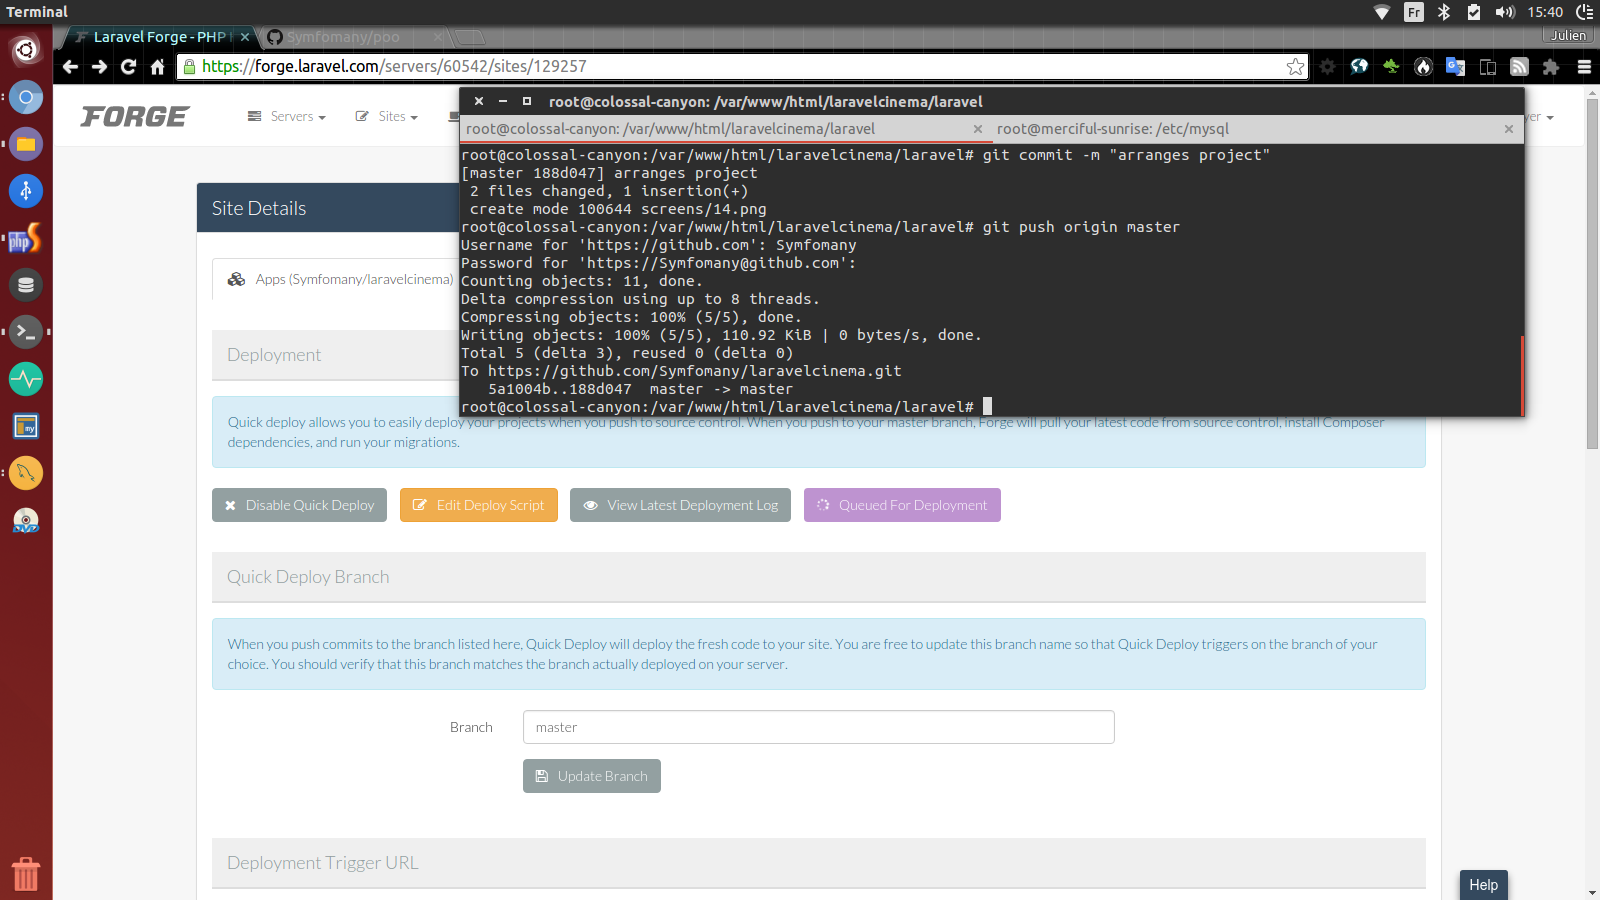 Terminal
Fr
15:40
Laravel Forge - PHP
Symfomany/poo
Julien
https://forge.laravel.com/servers/60542/sites/129257
FORGE
Servers
Sites
root@colossal-canyon: /var/www/html/laravelcinema/laravel
root@colossal-canyon: /var/www/html/laravelcinema/laravel
root@merciful-sunrise: /etc/mysql
root@colossal-canyon:/var/www/html/laravelcinema/laravel# git commit -m "arranges project"
[master 188d047] arranges project
2 files changed, 1 insertion(+)
create mode 100644 screens/14.png
root@colossal-canyon:/var/www/html/laravelcinema/laravel# git push origin master
Username for 'https://github.com': Symfomany
Password for 'https://Symfomany@github.com':
Counting objects: 11, done.
Delta compression using up to 8 threads.
Compressing objects: 100% (5/5), done.
Writing objects: 100% (5/5), 110.92 KiB | 0 bytes/s, done.
Total 5 (delta 3), reused 0 (delta 0)
To https://github.com/Symfomany/laravelcinema.git
5a1004b..188d047  master -> master
root@colossal-canyon:/var/www/html/laravelcinema/laravel#
Site Details
Apps (Symfomany/laravelcinema)
Deployment
Quick deploy allows you to easily deploy your projects when you push to source control. When you push to your master branch, Forge will pull your latest code from source control, install Composer
dependencies, and run your migrations.
Disable Quick Deploy
Edit Deploy Script
View Latest Deployment Log
Queued For Deployment
Quick Deploy Branch
When you push commits to the branch listed here, Quick Deploy will deploy the fresh code to your site. You are free to update this branch name so that Quick Deploy triggers on the branch of your
choice. You should verify that this branch matches the branch actually deployed on your server.
Branch
master
Update Branch
Deployment Trigger URL
Help